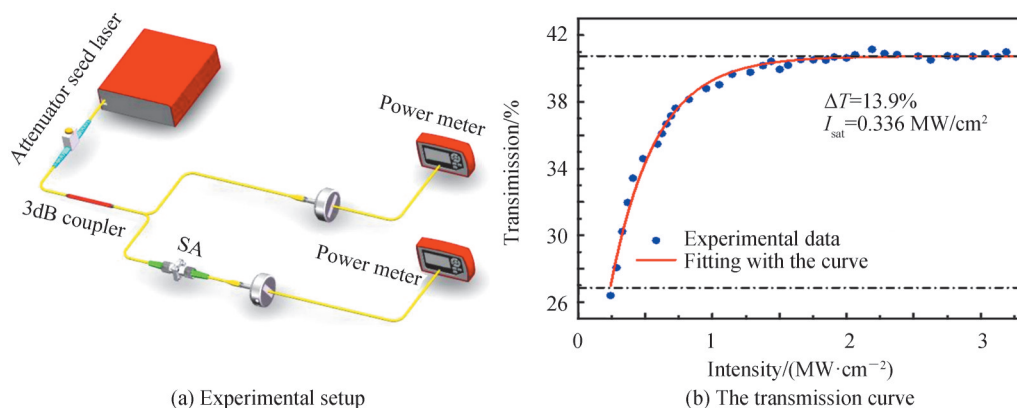 Attenuator seed laser
Power meter
3dB coupler
SA
Power meter
(a) Experimental setup
42
38
34
30
26
0
1
2
3
Transimission/%
ΔT=13.9%
I_sat=0.336 MW/cm²
Experimental data
Fitting with the curve
Intensity/(MW·cm⁻²)
(b) The transmission curve